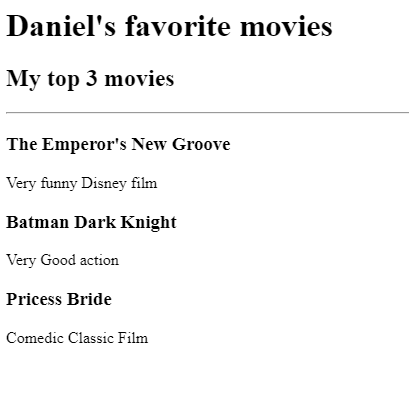 Daniel's favorite movies
My top 3 movies
The Emperor's New Groove
Very funny Disney film
Batman Dark Knight
Very Good action
Pricess Bride
Comedic Classic Film